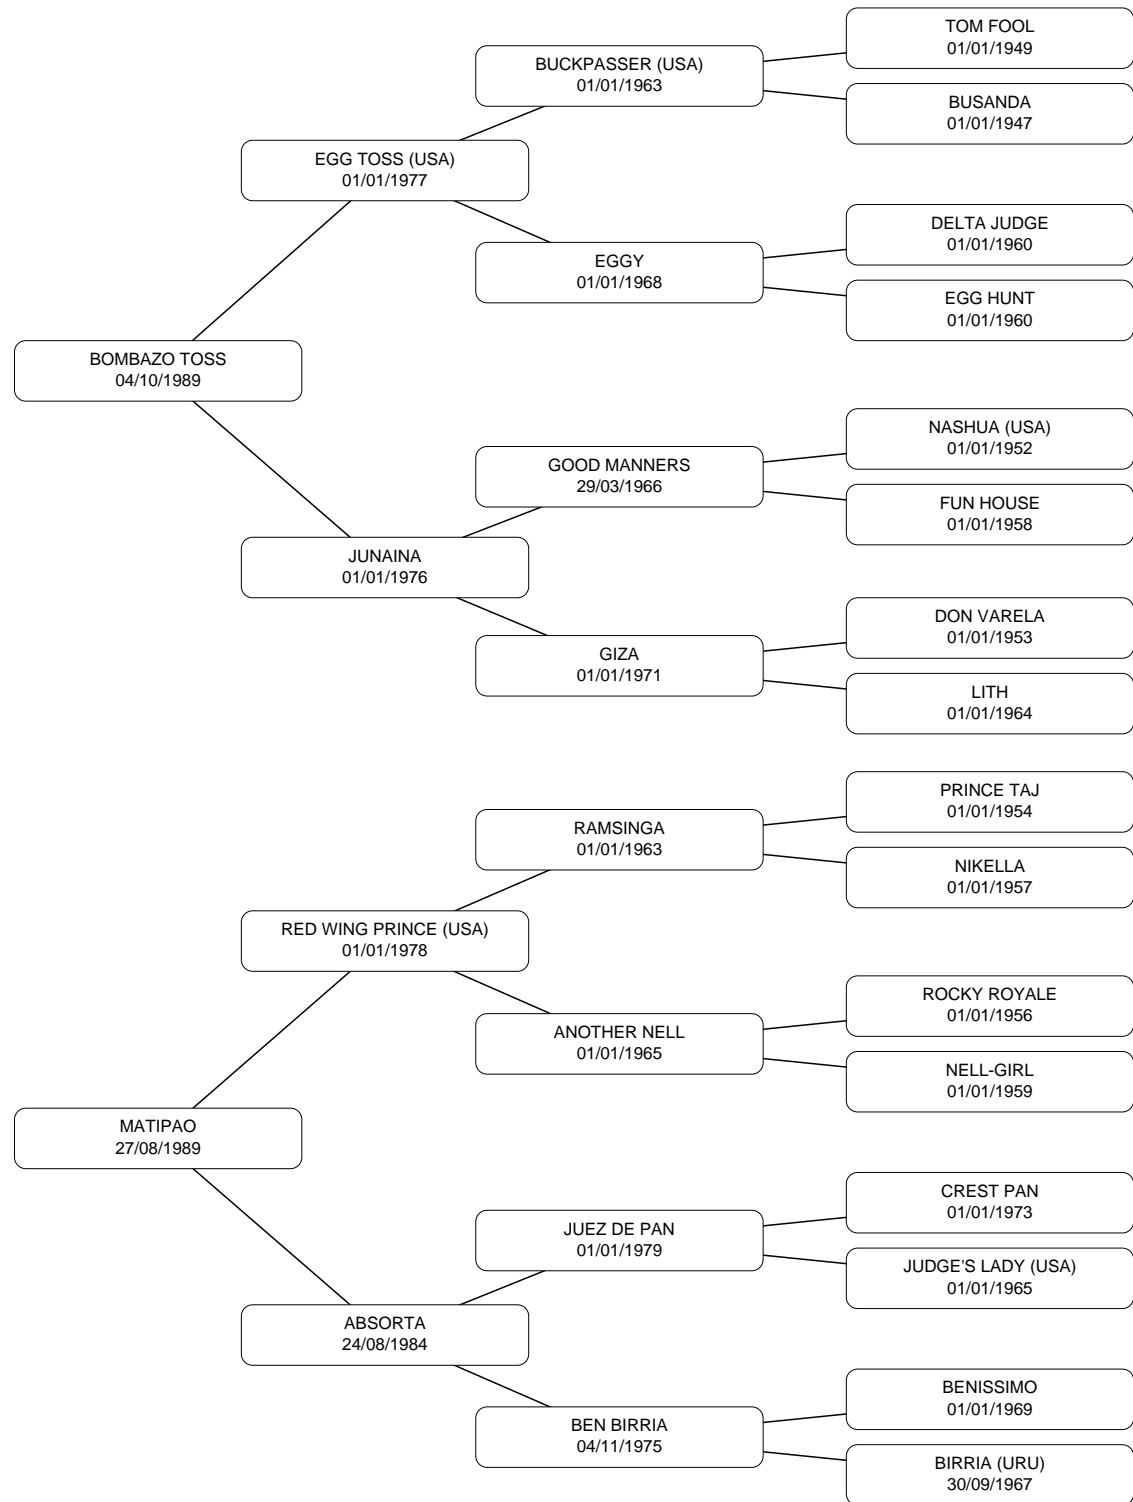 TOM FOOL
01/01/1949
BUCKPASSER (USA)
01/01/1963
BUSANDA
01/01/1947
EGG TOSS (USA)
01/01/1977
DELTA JUDGE
01/01/1960
EGGY
01/01/1968
EGG HUNT
01/01/1960
BOMBAZO TOSS
04/10/1989
NASHUA (USA)
01/01/1952
GOOD MANNERS
29/03/1966
FUN HOUSE
01/01/1958
JUNAINA
01/01/1976
DON VARELA
01/01/1953
GIZA
01/01/1971
LITH
01/01/1964
PRINCE TAJ
01/01/1954
RAMSINGA
01/01/1963
NIKELLA
01/01/1957
RED WING PRINCE (USA)
01/01/1978
ROCKY ROYALE
01/01/1956
ANOTHER NELL
01/01/1965
NELL-GIRL
01/01/1959
MATIPAO
27/08/1989
CREST PAN
01/01/1973
JUEZ DE PAN
01/01/1979
JUDGE'S LADY (USA)
01/01/1965
ABSORTA
24/08/1984
BENISSIMO
01/01/1969
BEN BIRRIA
04/11/1975
BIRRIA (URU)
30/09/1967